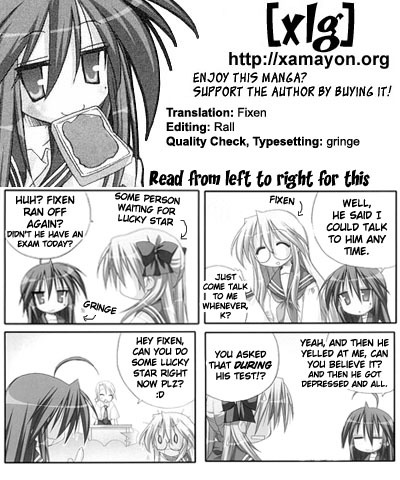 [xlg]
http://xamayon.org
ENJOY THIS MANGA?
SUPPORT THE AUTHOR BY BUYING IT!
Translation: Fixen
Editing: Rall
Quality Check, Typesetting: gringe
Read from left to right for this
HUH? FIXEN
RAN OFF
AGAIN?
DIDN'T HE HAVE AN
EXAM TODAY?
SOME PERSON
WAITING FOR
LUCKY STAR
GRINGE
FIXEN
WELL,
HE SAID I
COULD TALK
TO HIM ANY
TIME.
JUST
COME TALK
TO ME
WHENEVER,
K?
HEY FIXEN,
CAN YOU DO
SOME LUCKY
STAR RIGHT
NOW PLZ?
:D
YOU ASKED
THAT DURING
HIS TEST!?
YEAH, AND THEN HE
YELLED AT ME, CAN
YOU BELIEVE IT?
AND THEN HE GOT
DEPRESSED AND ALL.